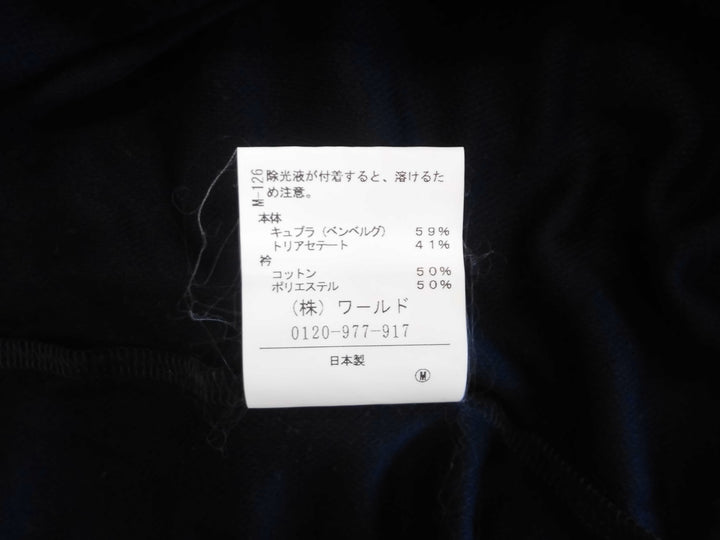 M-126
除光液が付着すると、溶けるた
め注意。
本体
キュプラ（ベンベルグ） 59%
トリアセテート 41%
衿
コットン 50%
ポリエステル 50%
（株）ワールド
0120-977-917
日本製
M